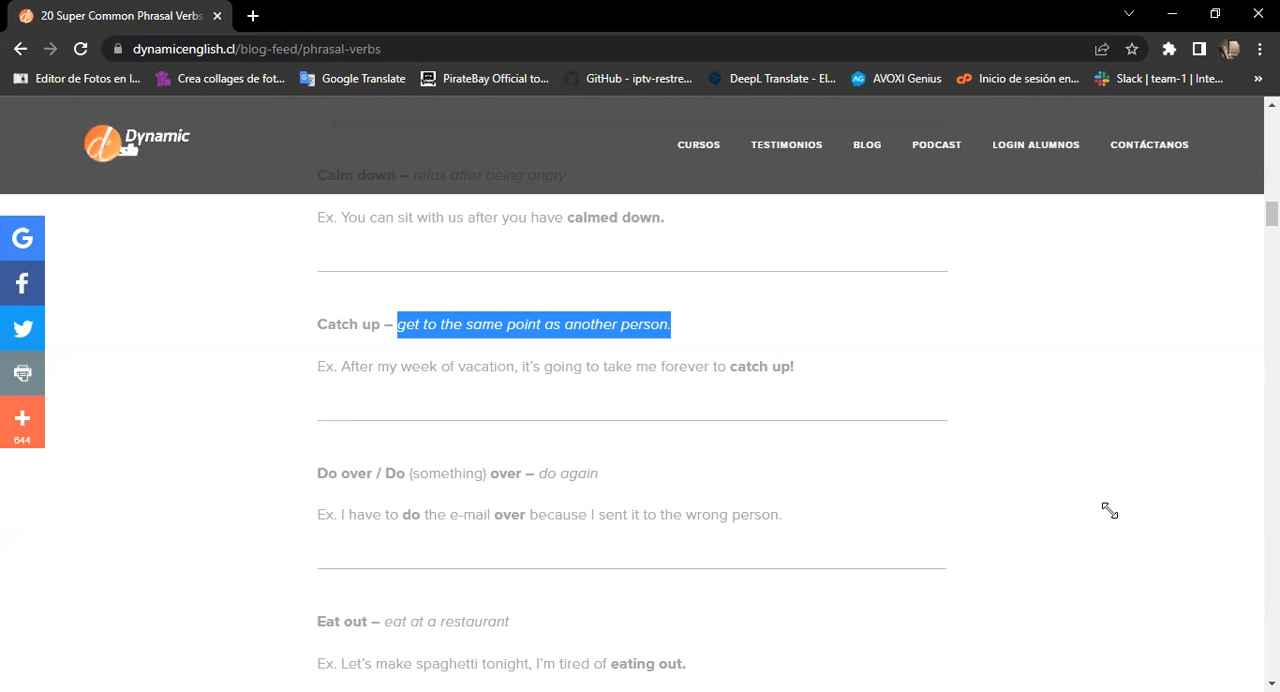 20 Super Common Phrasal Verbs
dynamicenglish.cl/blog-feed/phrasal-verbs
Editor de Fotos en l... Crea collages de fot... Google Translate PirateBay Official to... GitHub - iptv-restre... DeepL Translate - El... AVOXI Genius Inicio de sesión en... Slack | team-1 | Inte... »
Dynamic
CURSOS TESTIMONIOS BLOG PODCAST LOGIN ALUMNOS CONTÁCTANOS
Calm down – relax after being angry
Ex. You can sit with us after you have calmed down.
Catch up – get to the same point as another person.
Ex. After my week of vacation, it's going to take me forever to catch up!
Do over / Do (something) over – do again
Ex. I have to do the e-mail over because I sent it to the wrong person.
Eat out – eat at a restaurant
Ex. Let's make spaghetti tonight, I'm tired of eating out.
644